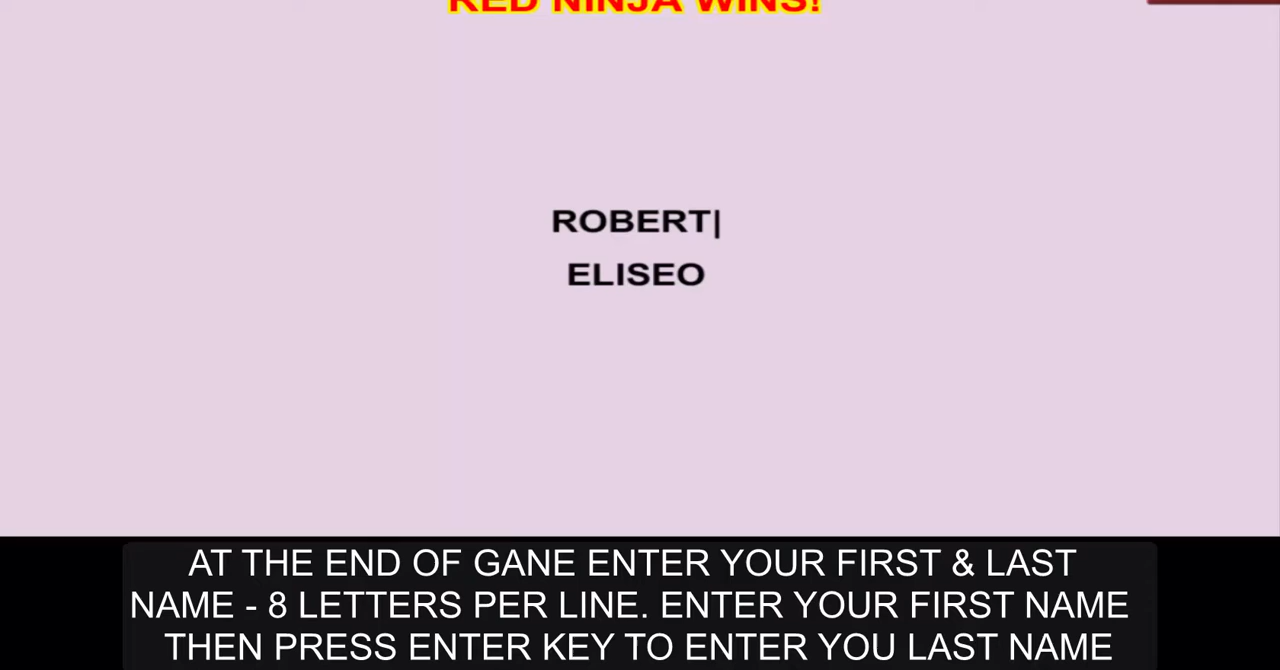 RED NINJA WINS!
ROBERT|
ELISEO
AT THE END OF GANE ENTER YOUR FIRST & LAST
NAME - 8 LETTERS PER LINE. ENTER YOUR FIRST NAME
THEN PRESS ENTER KEY TO ENTER YOU LAST NAME